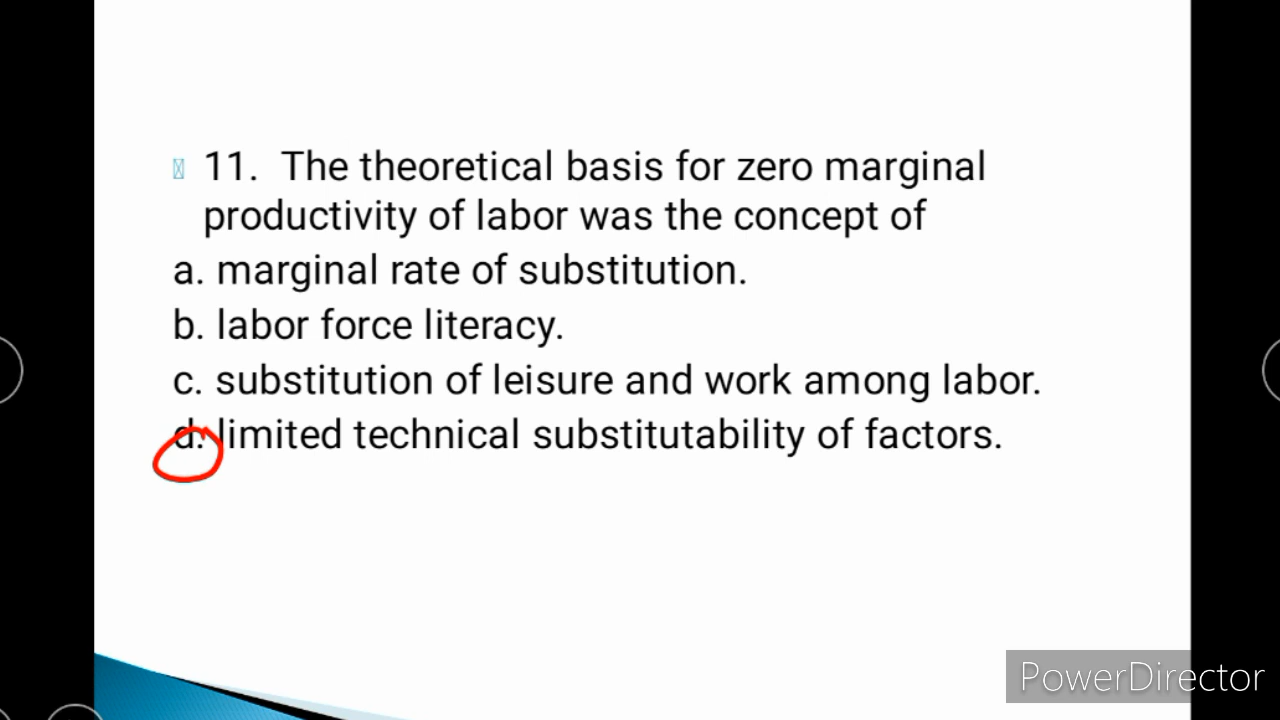 11. The theoretical basis for zero marginal
productivity of labor was the concept of
a. marginal rate of substitution.
b. labor force literacy.
c. substitution of leisure and work among labor.
d. limited technical substitutability of factors.
PowerDirector